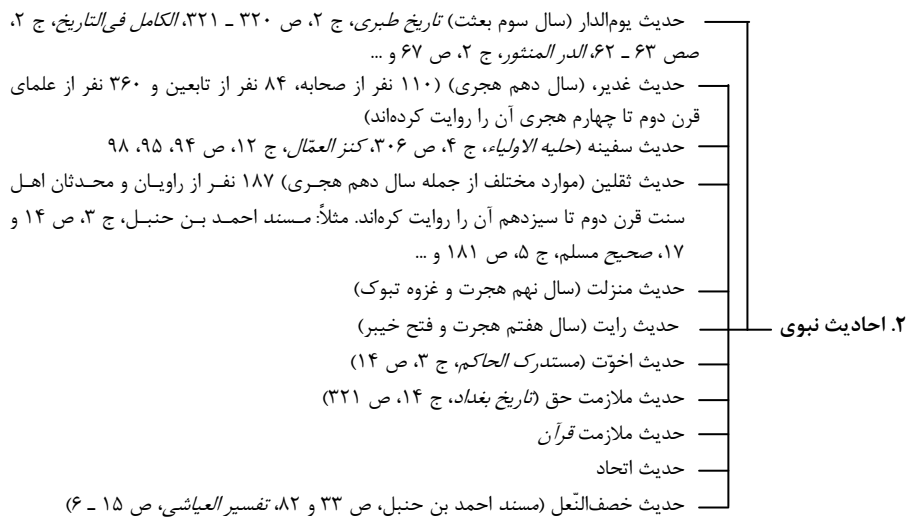 حدیث یوم‌الدار (سال سوم بعثت) تاریخ طبری، ج ۲، ص ۳۲۰ ـ ۳۲۱، الکامل فی‌التاریخ، ج ۲،
صص ۶۳ ـ ۶۲، الدر المنثور، ج ۲، ص ۶۷ و ...
حدیث غدیر، (سال دهم هجری) (۱۱۰ نفر از صحابه، ۸۴ نفر از تابعین و ۳۶۰ نفر از علمای
قرن دوم تا چهارم هجری آن را روایت کرده‌اند)
حدیث سفینه (حلیه الاولیاء، ج ۴، ص ۳۰۶، کنز العمّال، ج ۱۲، ص ۹۴، ۹۵، ۹۸
حدیث ثقلین (موارد مختلف از جمله سال دهم هجری) ۱۸۷ نفر از راویان و محدثان اهل
سنت قرن دوم تا سیزدهم آن را روایت کره‌اند. مثلاً: مسند احمد بن حنبل، ج ۳، ص ۱۴ و
۱۷، صحیح مسلم، ج ۵، ص ۱۸۱ و ...
حدیث منزلت (سال نهم هجرت و غزوه تبوک)
۲. احادیث نبوی
حدیث رایت (سال هفتم هجرت و فتح خیبر)
حدیث اخوّت (مستدرک الحاکم، ج ۳، ص ۱۴)
حدیث ملازمت حق (تاریخ بغداد، ج ۱۴، ص ۳۲۱)
حدیث ملازمت قرآن
حدیث اتحاد
حدیث خصف‌النّعل (مسند احمد بن حنبل، ص ۳۳ و ۸۲، تفسیر العیاشی، ص ۱۵ ـ ۶)